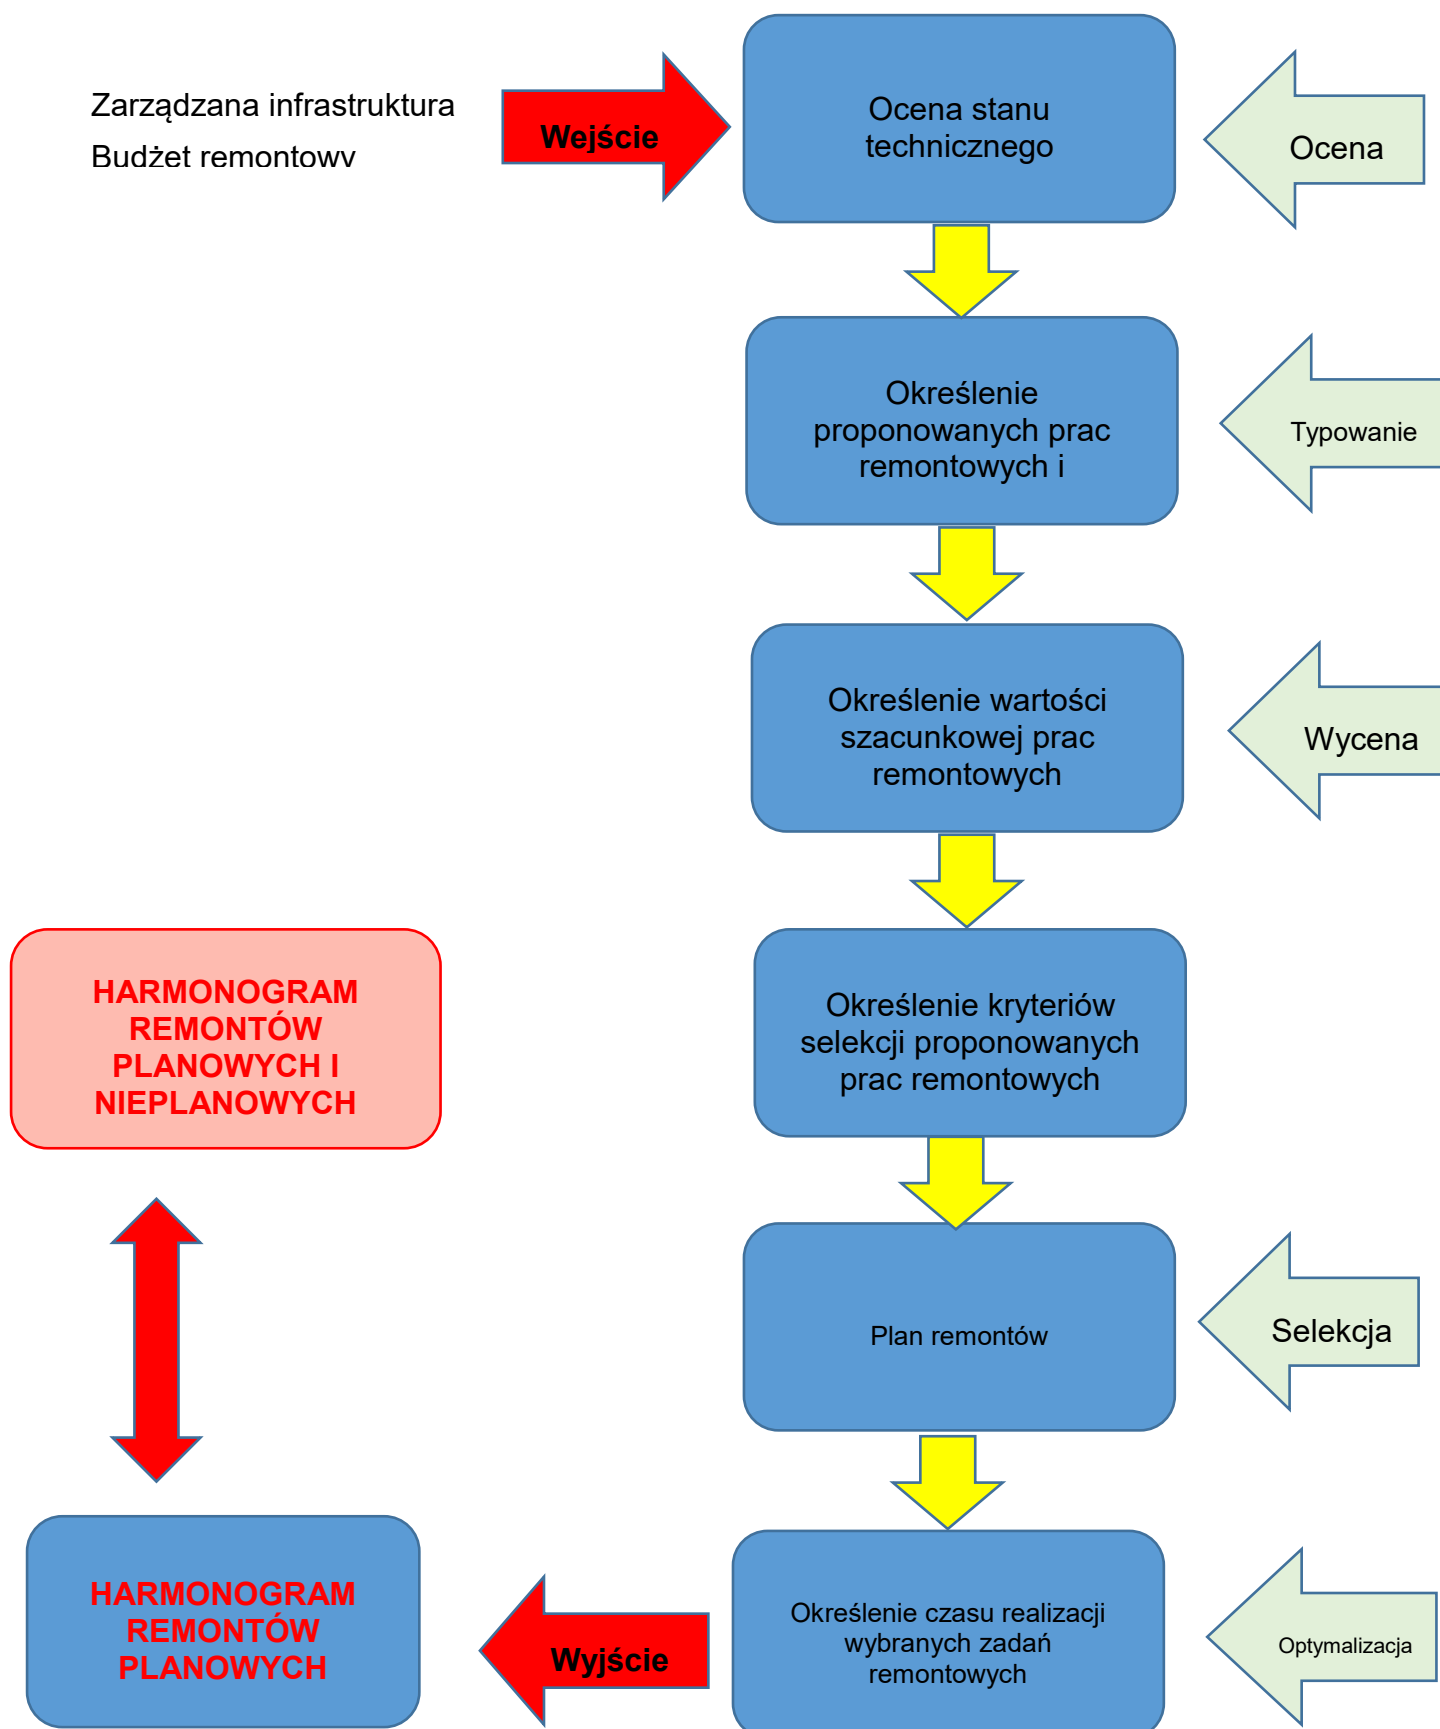 Zarządzana infrastruktura
Budżet remontowy
Wejście
Ocena stanu
technicznego
Ocena
Określenie
proponowanych prac
remontowych i
Typowanie
Określenie wartości
szacunkowej prac
remontowych
Wycena
HARMONOGRAM
REMONTÓW
PLANOWYCH I
NIEPLANOWYCH
Określenie kryteriów
selekcji proponowanych
prac remontowych
Plan remontów
Selekcja
HARMONOGRAM
REMONTÓW
PLANOWYCH
Wyjście
Określenie czasu realizacji
wybranych zadań
remontowych
Optymalizacja